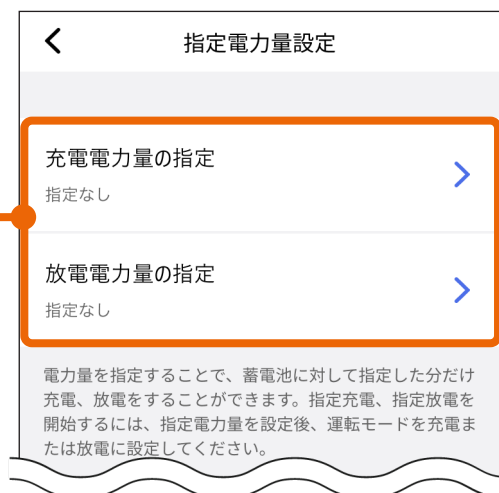 指定電力量設定
充電電力量の指定
指定なし
放電電力量の指定
指定なし
電力量を指定することで、蓄電池に対して指定した分だけ
充電、放電をすることができます。指定充電、指定放電を
開始するには、指定電力量を設定後、運転モードを充電ま
たは放電に設定してください。